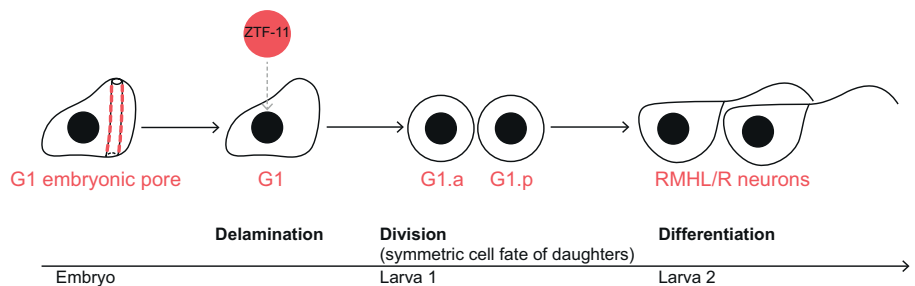 ZTF-11
G1 embryonic pore
G1
G1.a
G1.p
RMHL/R neurons
Delamination
Division
Differentiation
(symmetric cell fate of daughters)
Embryo
Larva 1
Larva 2